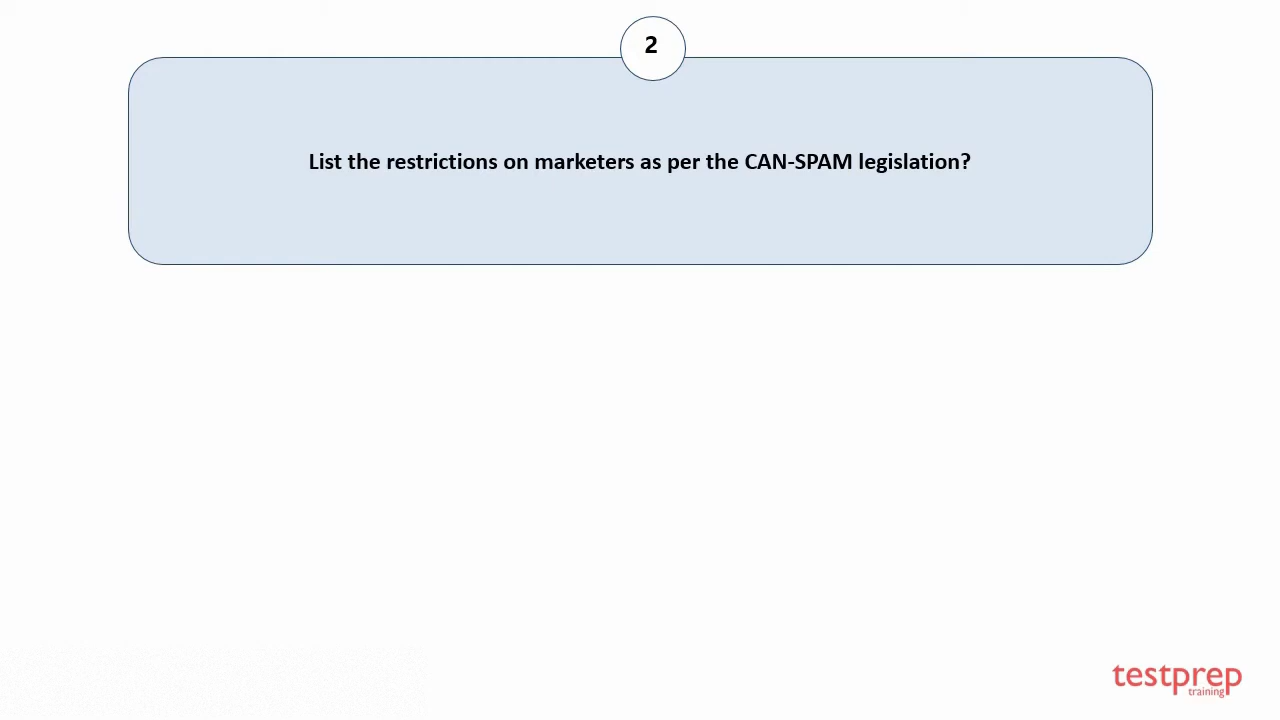 2
List the restrictions on marketers as per the CAN-SPAM legislation?
testprep
training